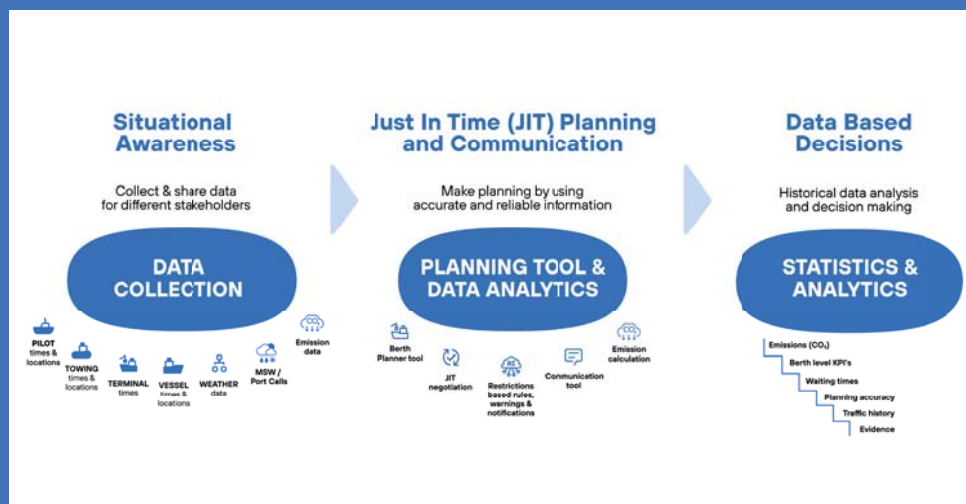 Situational
Awareness
Collect & share data
for different stakeholders
DATA
COLLECTION
PILOT
times &
locations
TOWING
times &
locations
TERMINAL
times
VESSEL
times &
locations
WEATHER
data
MSW /
Port Calls
CO₂
Emission
data
Just In Time (JIT) Planning
and Communication
Make planning by using
accurate and reliable information
PLANNING TOOL &
DATA ANALYTICS
Berth
Planner tool
JIT
negotiation
AI
Restrictions
based rules,
warnings &
notifications
Communication
tool
CO₂
Emission
calculation
Data Based
Decisions
Historical data analysis
and decision making
STATISTICS &
ANALYTICS
Emissions (CO₂)
Berth level KPI's
Waiting times
Planning accuracy
Traffic history
Evidence